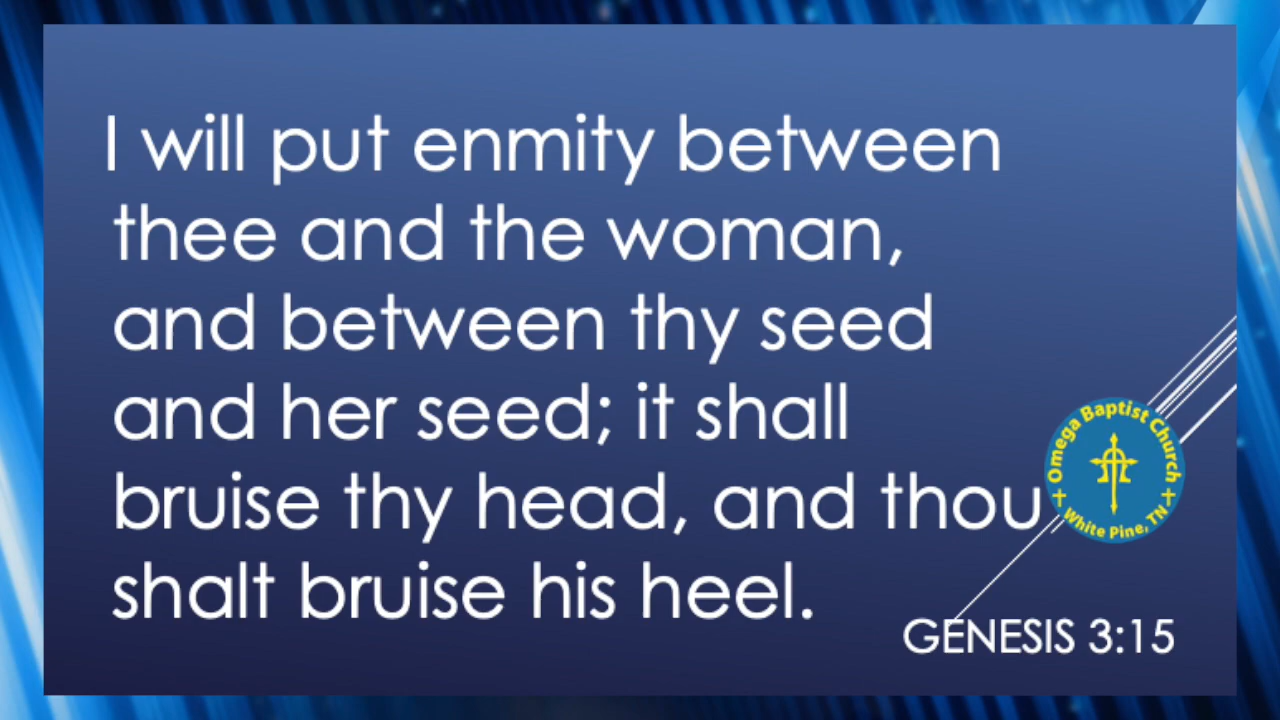 I will put enmity between
thee and the woman,
and between thy seed
and her seed; it shall
bruise thy head, and thou
shalt bruise his heel.
Omega Baptist Church
White Pine, TN
GENESIS 3:15